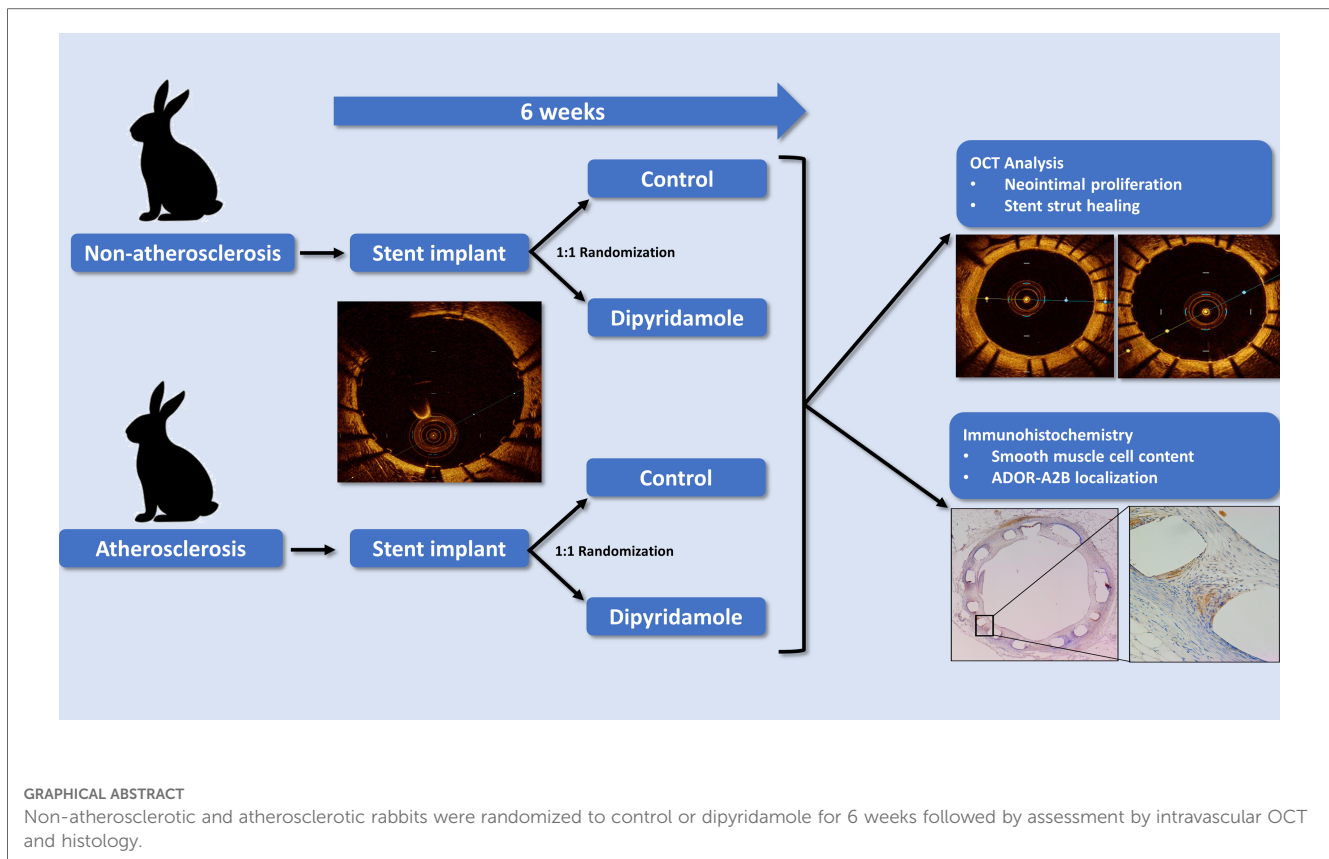 6 weeks
Non-atherosclerosis
Stent implant
Control
1:1 Randomization
Dipyridamole
Atherosclerosis
Stent implant
Control
1:1 Randomization
Dipyridamole
OCT Analysis
• Neointimal proliferation
• Stent strut healing
Immunohistochemistry
• Smooth muscle cell content
• ADOR-A2B localization
GRAPHICAL ABSTRACT
Non-atherosclerotic and atherosclerotic rabbits were randomized to control or dipyridamole for 6 weeks followed by assessment by intravascular OCT
and histology.